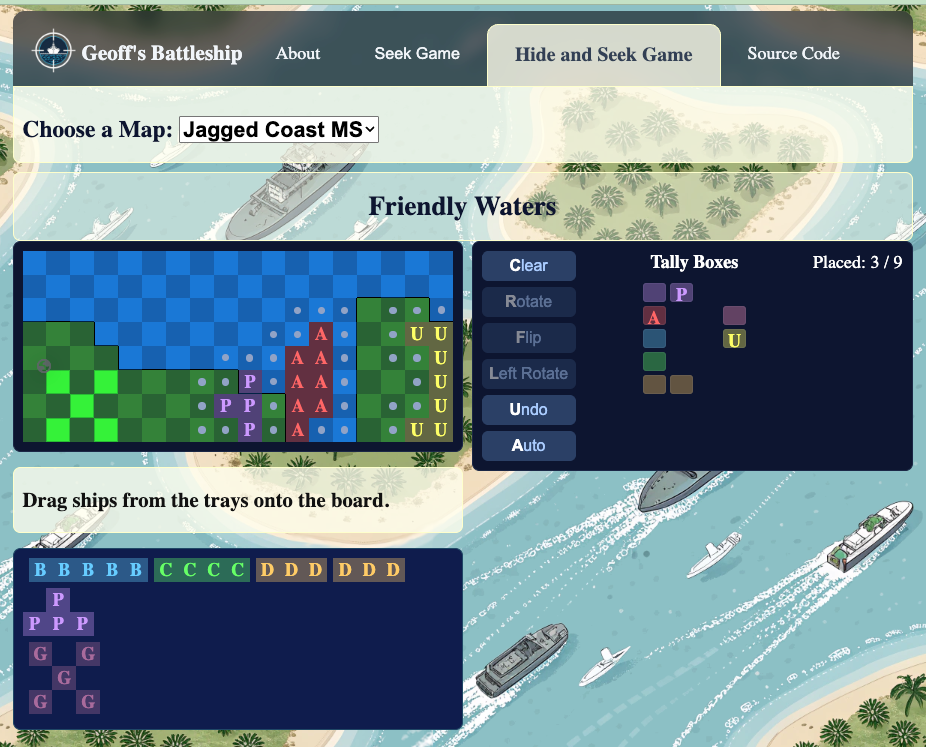 Geoff's Battleship About Seek Game Hide and Seek Game Source Code
Choose a Map: Jagged Coast MS
Friendly Waters
A
U U
A A U
P A A U
P P A A U
P A U U
Clear
Rotate
Flip
Left Rotate
Undo
Auto
Tally Boxes
Placed: 3 / 9
P
A
U
Drag ships from the trays onto the board.
B B B B B C C C C D D D D D D
P
P P P
G G
G
G G